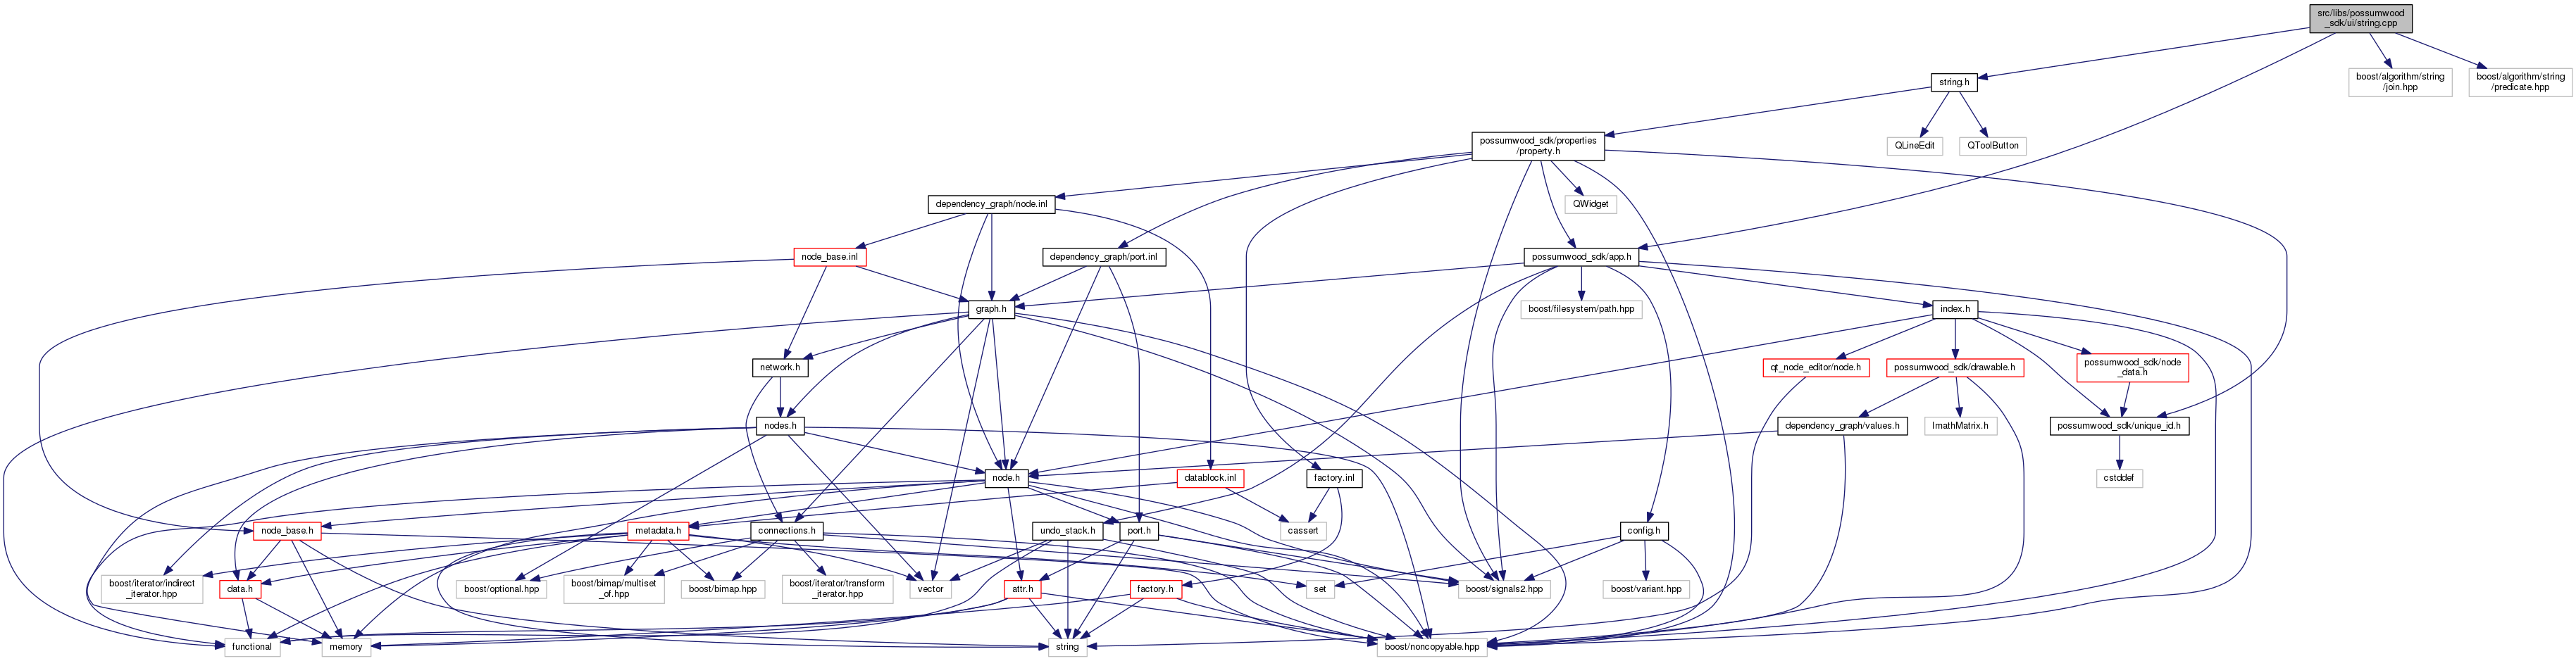 src/libs/possumwood
_sdk/ui/string.cpp
string.h
boost/algorithm/string
/join.hpp
boost/algorithm/string
/predicate.hpp
possumwood_sdk/properties
/property.h
QLineEdit
QToolButton
dependency_graph/node.inl
QWidget
node_base.inl
dependency_graph/port.inl
possumwood_sdk/app.h
graph.h
boost/filesystem/path.hpp
index.h
network.h
qt_node_editor/node.h
possumwood_sdk/drawable.h
possumwood_sdk/node
_data.h
nodes.h
dependency_graph/values.h
ImathMatrix.h
possumwood_sdk/unique_id.h
node.h
datablock.inl
factory.inl
cstddef
node_base.h
metadata.h
connections.h
undo_stack.h
port.h
cassert
config.h
boost/iterator/indirect
_iterator.hpp
data.h
boost/optional.hpp
boost/bimap/multiset
_of.hpp
boost/bimap.hpp
boost/iterator/transform
_iterator.hpp
vector
attr.h
factory.h
set
boost/signals2.hpp
boost/variant.hpp
functional
memory
string
boost/noncopyable.hpp